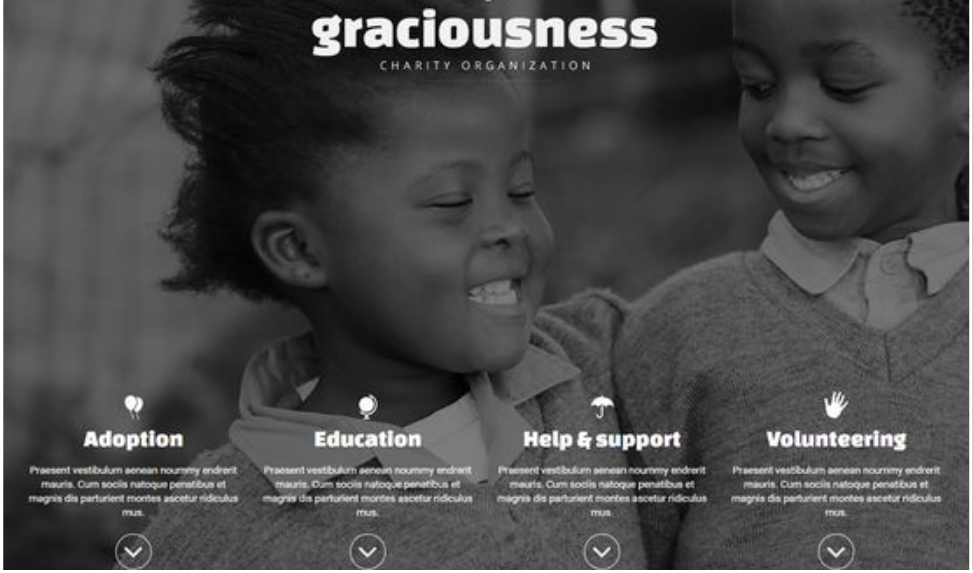 graciousness
CHARITY ORGANIZATION
Adoption
Praesent vestibulum aenean noummy endrerit
mauris. Cum sociis natoque penatibus et
magnis dis parturient montes ascetur ridiculus
mus.
Education
Praesent vestibulum aenean noummy endrerit
mauris. Cum sociis natoque penatibus et
magnis dis parturient montes ascetur ridiculus
mus.
Help & support
Praesent vestibulum aenean noummy endrerit
mauris. Cum sociis natoque penatibus et
magnis dis parturient montes ascetur ridiculus
mus.
Volunteering
Praesent vestibulum aenean noummy endrerit
mauris. Cum sociis natoque penatibus et
magnis dis parturient montes ascetur ridiculus
mus.